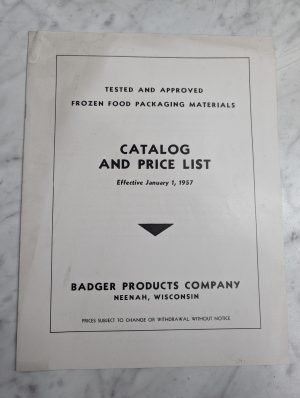 TESTED AND APPROVED
FROZEN FOOD PACKAGING MATERIALS
CATALOG
AND PRICE LIST
Effective January 1, 1957
BADGER PRODUCTS COMPANY
NEENAH, WISCONSIN
PRICES SUBJECT TO CHANGE OR WITHDRAWAL WITHOUT NOTICE